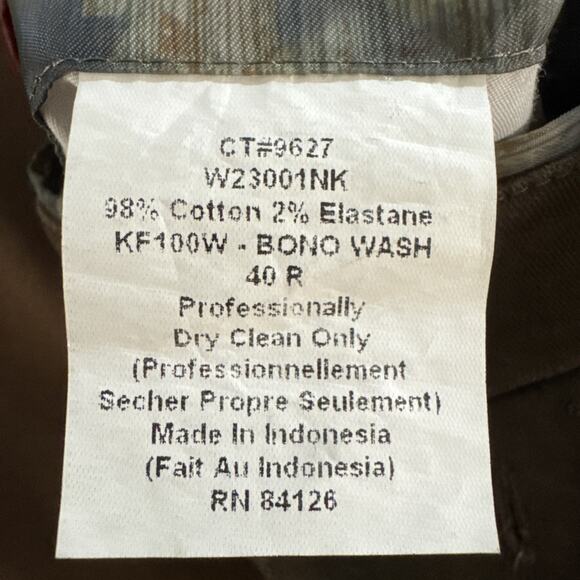 CT#9627
W23001NK
98% Cotton 2% Elastane
KF100W - BONO WASH
40 R
Professionally
Dry Clean Only
(Professionnellement
Secher Propre Seulement)
Made In Indonesia
(Fait Au Indonesia)
RN 84126